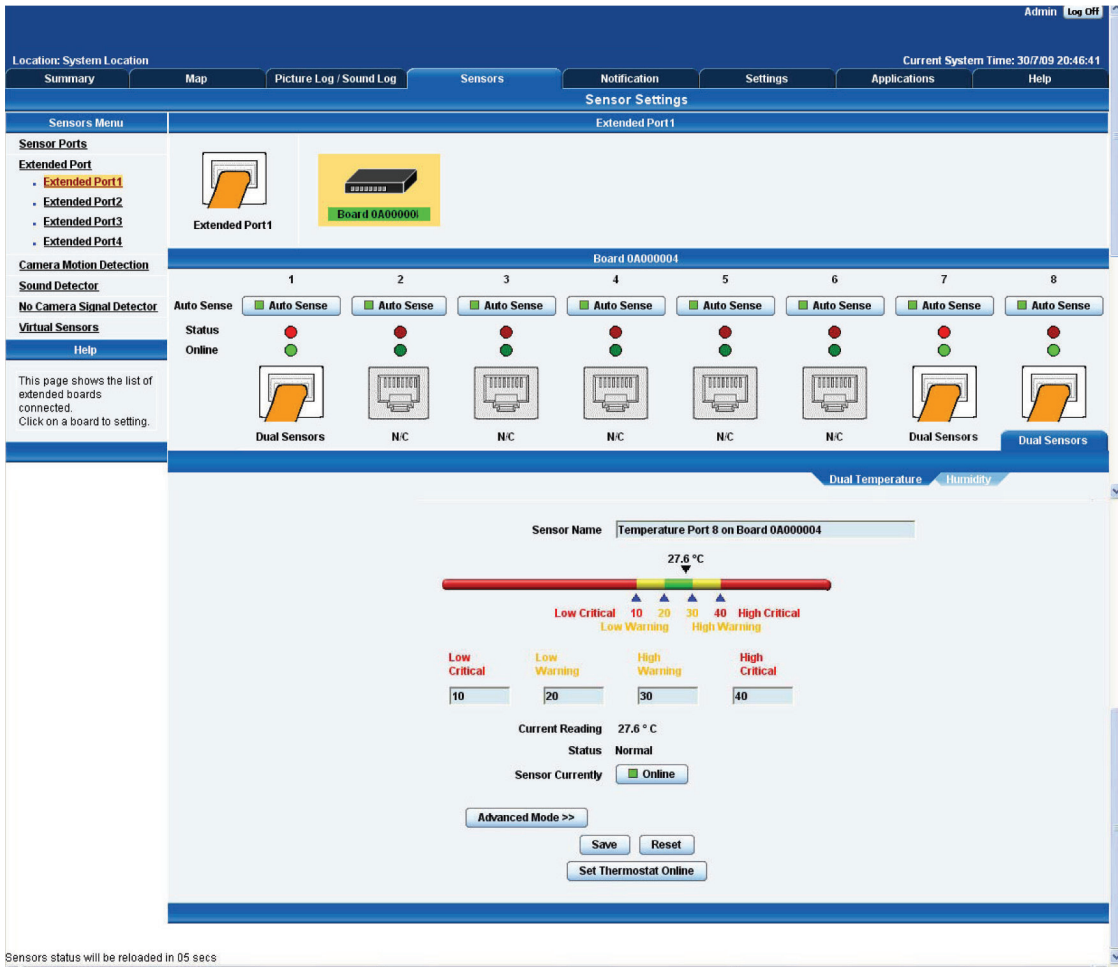 Admin Log Off
Location: System Location Current System Time: 30/7/09 20:46:41
Summary Map Picture Log / Sound Log Sensors Notification Settings Applications Help
Sensor Settings
Sensors Menu
Sensor Ports
Extended Port
Extended Port1
Extended Port2
Extended Port3
Extended Port4
Camera Motion Detection
Sound Detector
No Camera Signal Detector
Virtual Sensors
Help
This page shows the list of
extended boards
connected.
Click on a board to setting.
Extended Port1
Extended Port1
Board 0A000000
Board 0A000004
1 2 3 4 5 6 7 8
Auto Sense Auto Sense Auto Sense Auto Sense Auto Sense Auto Sense Auto Sense Auto Sense Auto Sense
Status
Online
Dual Sensors N/C N/C N/C N/C N/C Dual Sensors Dual Sensors
Dual Temperature Humidity
Sensor Name Temperature Port 8 on Board 0A000004
27.6 °C
Low Critical 10 20 30 40 High Critical
Low Warning High Warning
Low Low High High
Critical Warning Warning Critical
10 20 30 40
Current Reading 27.6 ° C
Status Normal
Sensor Currently Online
Advanced Mode >>
Save Reset
Set Thermostat Online
Sensors status will be reloaded in 05 secs